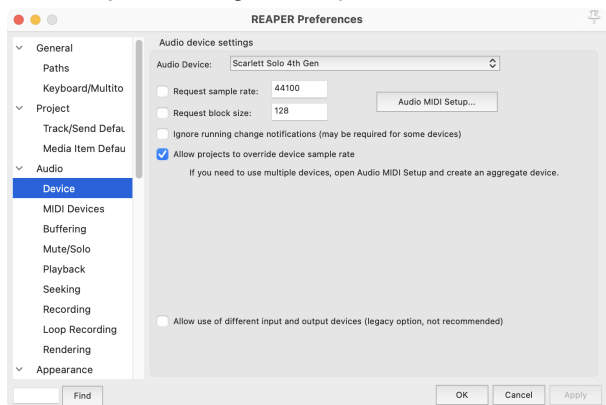 REAPER Preferences
General
Paths
Keyboard/Multito
Project
Track/Send Defau
Media Item Defau
Audio
Device
MIDI Devices
Buffering
Mute/Solo
Playback
Seeking
Recording
Loop Recording
Rendering
Appearance
Find
Audio device settings
Audio Device: Scarlett Solo 4th Gen
Request sample rate: 44100
Request block size: 128
Audio MIDI Setup...
Ignore running change notifications (may be required for some devices)
Allow projects to override device sample rate
If you need to use multiple devices, open Audio MIDI Setup and create an aggregate device.
Allow use of different input and output devices (legacy option, not recommended)
OK Cancel Apply